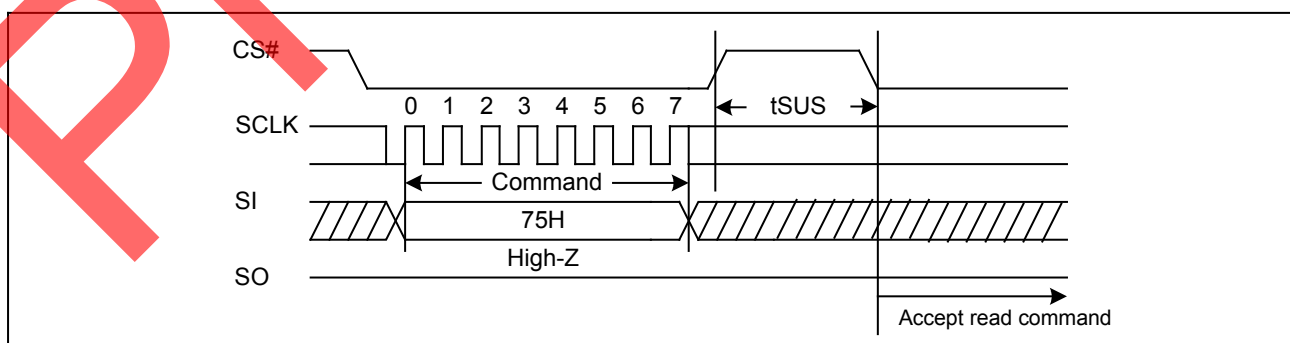 CS#
tSUS
0 1 2 3 4 5 6 7
SCLK
Command
SI
75H
High-Z
SO
Accept read command